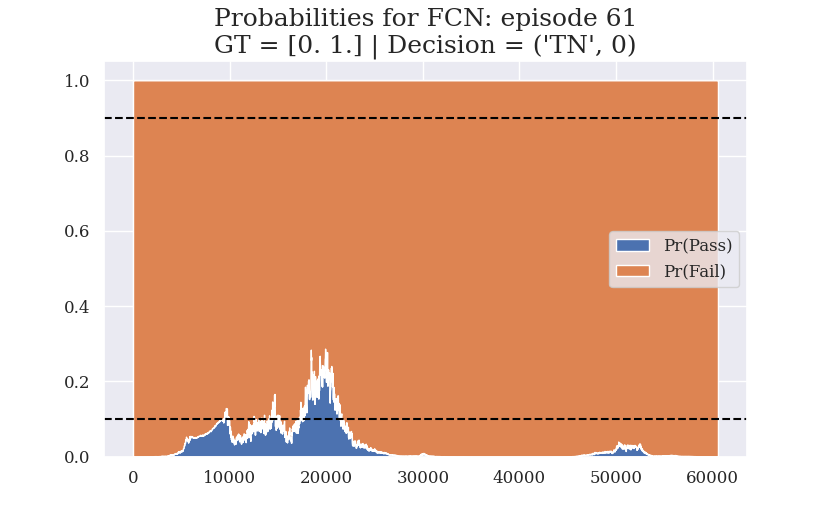 Probabilities for FCN: episode 61
GT = [0. 1.] | Decision = ('TN', 0)
1.0
0.8
0.6
0.4
0.2
0.0
Pr(Pass)
Pr(Fail)
0 10000 20000 30000 40000 50000 60000